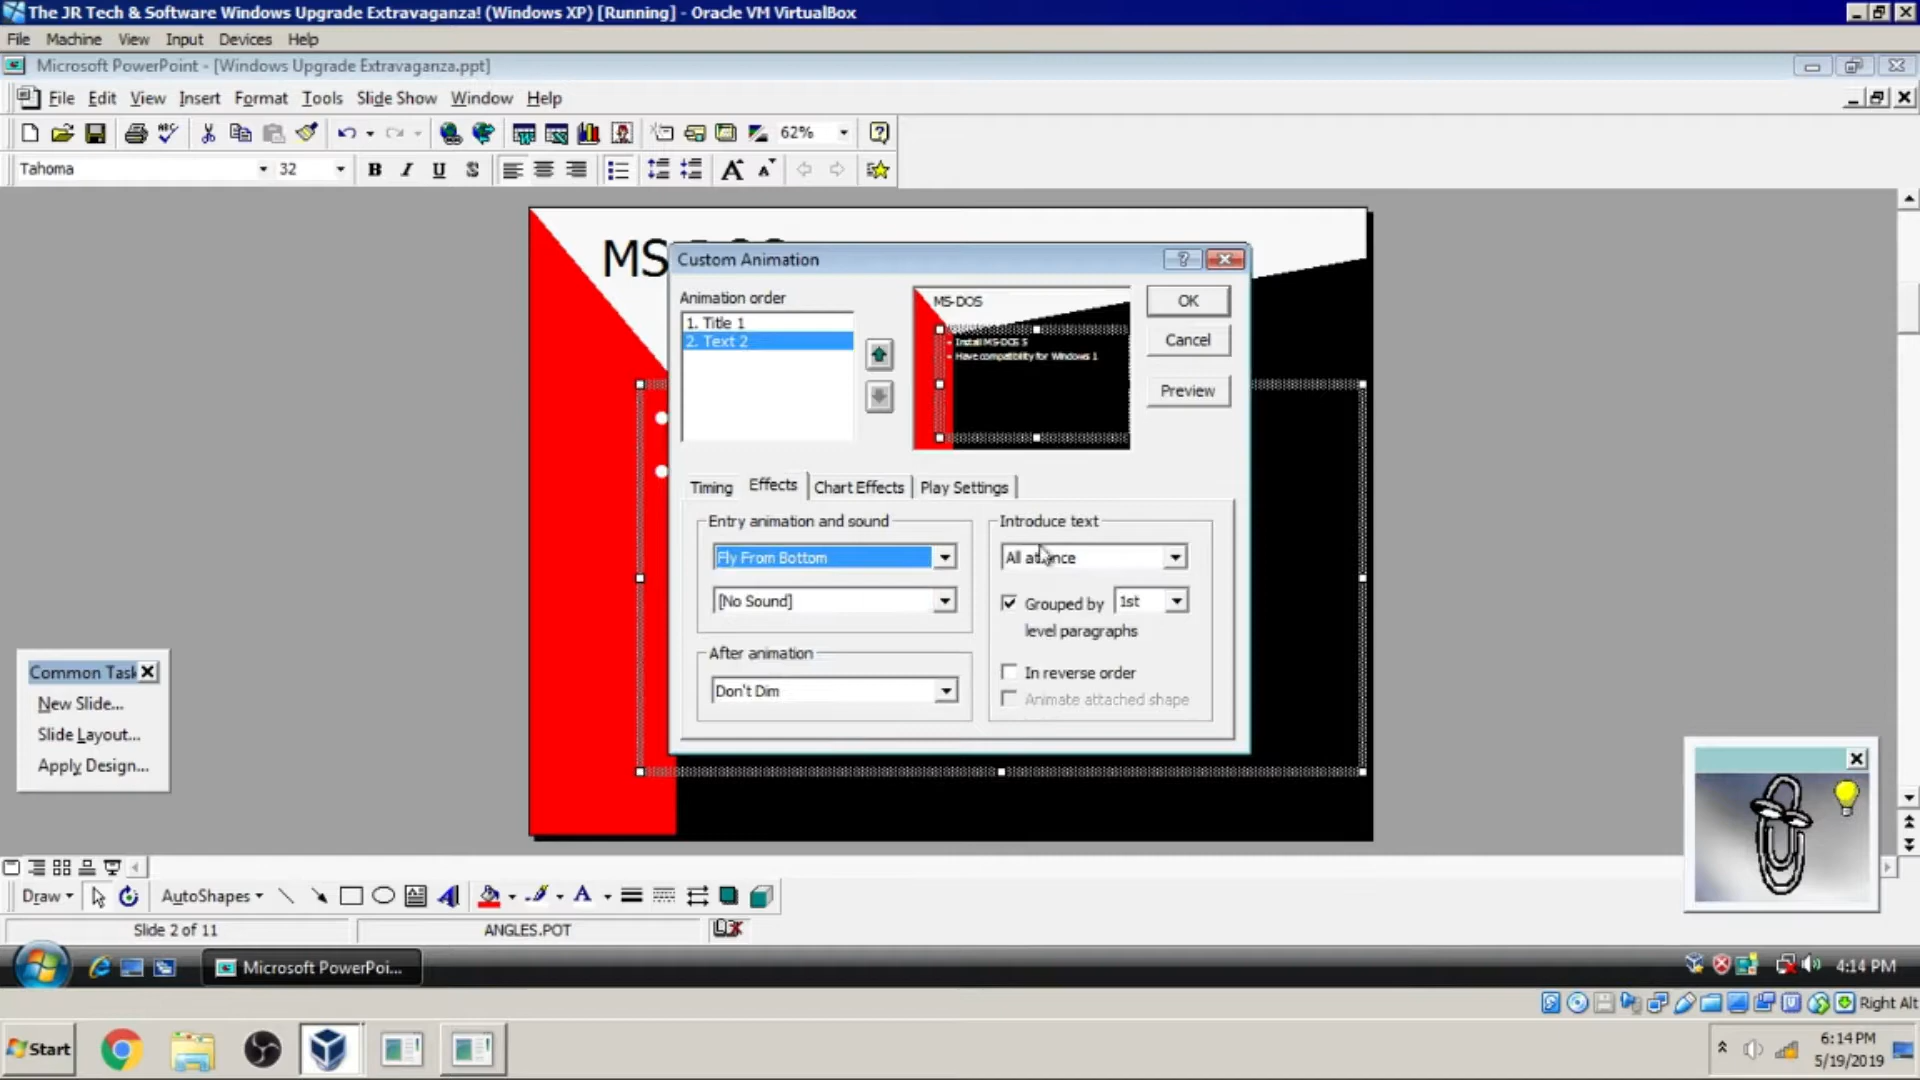 The JR Tech & Software Windows Upgrade Extravaganza! (Windows XP) [Running] - Oracle VM VirtualBox
File Machine View Input Devices Help
Microsoft PowerPoint - [Windows Upgrade Extravaganza.ppt]
File Edit View Insert Format Tools Slide Show Window Help
62%
Tahoma 32 B I U S A A
MS-DOS
Custom Animation
Animation order
1. Title 1
2. Text 2
MS-DOS
Install MS-DOS 5
Have compatibility for Windows 1
OK
Cancel
Preview
Timing Effects Chart Effects Play Settings
Entry animation and sound
Fly From Bottom
[No Sound]
After animation
Don't Dim
Introduce text
All at once
Grouped by 1st
level paragraphs
In reverse order
Animate attached shape
Common Task
New Slide...
Slide Layout...
Apply Design...
Draw AutoShapes
Slide 2 of 11 ANGLES.POT
Microsoft PowerPoi... 4:14 PM
Right Alt
Start 6:14 PM
5/19/2019